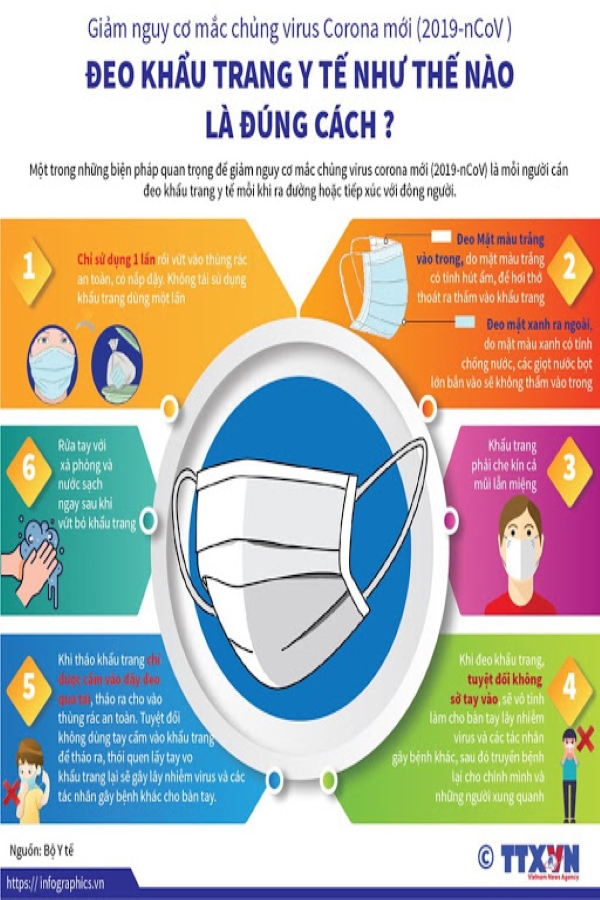 Giảm nguy cơ mắc chủng virus Corona mới (2019-nCoV )
ĐEO KHẨU TRANG Y TẾ NHƯ THẾ NÀO
LÀ ĐÚNG CÁCH ?
Một trong những biện pháp quan trọng để giảm nguy cơ mắc chủng virus corona mới (2019-nCoV) là mỗi người cần
đeo khẩu trang y tế mỗi khi ra đường hoặc tiếp xúc với đông người.
1
Chỉ sử dụng 1 lần rồi vứt vào thùng rác
an toàn, có nắp đậy. Không tái sử dụng
khẩu trang dùng một lần
2
Đeo Mặt màu trắng
vào trong, do mặt màu trắng
có tính hút ẩm, để hơi thở
thoát ra thấm vào khẩu trang
Đeo mặt xanh ra ngoài,
do mặt màu xanh có tính
chống nước, các giọt nước bọt
lớn bắn vào sẽ không thấm vào trong
3
Khẩu trang
phải che kín cả
mũi lẫn miệng
4
Khi đeo khẩu trang,
tuyệt đối không
sờ tay vào, sẽ vô tình
làm cho bàn tay lây nhiễm
virus và các tác nhân
gây bệnh khác, sau đó truyền bệnh
lại cho chính mình và
những người xung quanh
5
Khi tháo khẩu trang chỉ
được cầm vào dây đeo
qua tai, tháo ra cho vào
thùng rác an toàn. Tuyệt đối
không dùng tay cầm vào khẩu trang
để tháo ra, thói quen lấy tay vo
khẩu trang lại sẽ gây lây nhiễm virus và các
tác nhân gây bệnh khác cho bàn tay.
6
Rửa tay với
xà phòng và
nước sạch
ngay sau khi
vứt bỏ khẩu trang
Nguồn: Bộ Y tế
© TTXVN
Vietnam News Agency
https:// infographics.vn